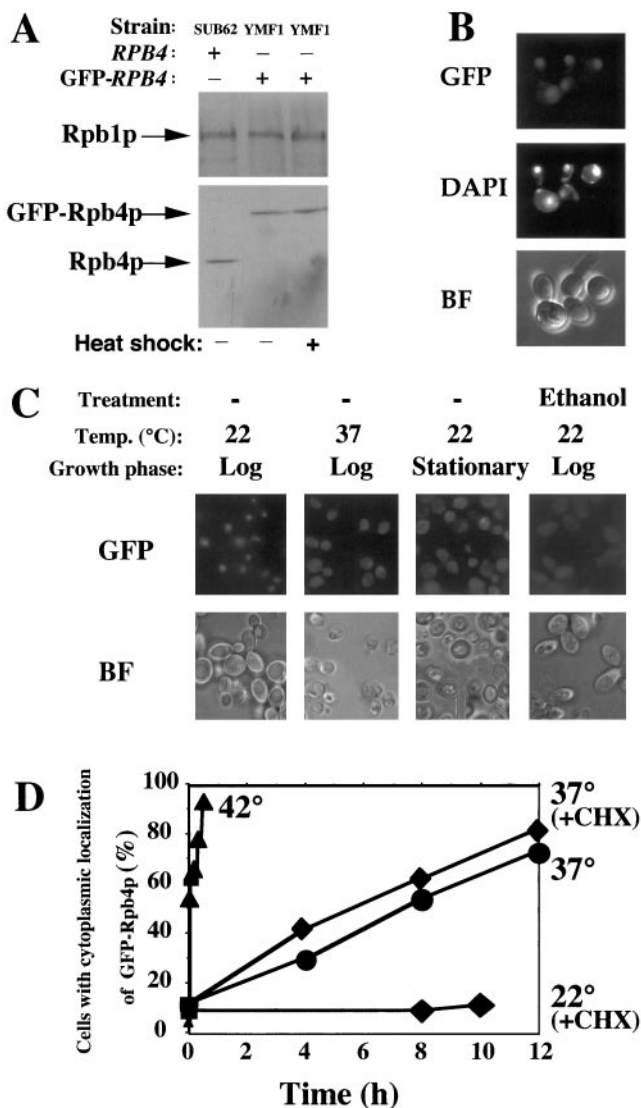 A
Strain: SUB62 YMF1 YMF1
RPB4 + 
GFP-RPB4 : – + +
Rpb1p
GFP-Rpb4p
Rpb4p
Heat shock: – – +
B
GFP
DAPI
BF
C
Treatment: - - - Ethanol
Temp. (°C): 22 37 22 22
Growth phase: Log Log Stationary Log
GFP
BF
D
Cells with cytoplasmic localization
of GFP-Rpb4p (%)
100
80
60
40
20
10
0
42°
37°
(+CHX)
37°
22°
(+CHX)
0 2 4 6 8 10 12
Time (h)